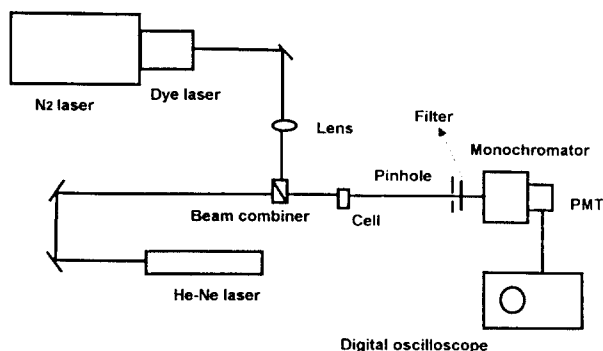 N2 laser
Dye laser
Lens
Filter
Monochromator
Pinhole
PMT
Beam combiner
Cell
He-Ne laser
Digital oscilloscope